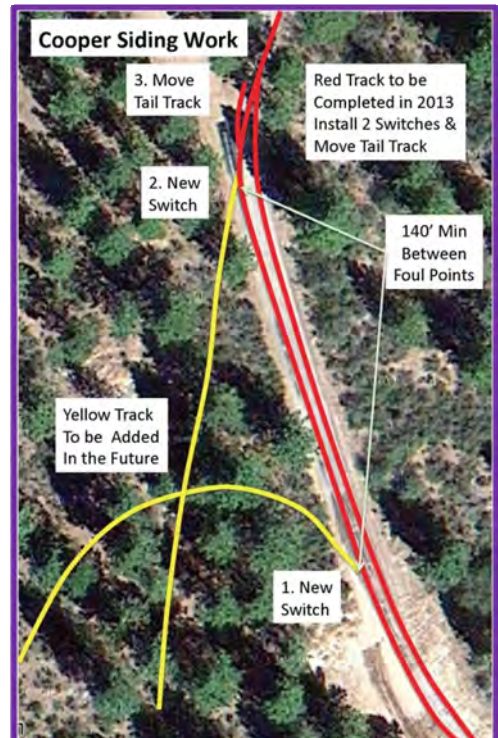 Cooper Siding Work
3. Move
Tail Track
Red Track to be
Completed in 2013
Install 2 Switches &
Move Tail Track
2. New
Switch
140' Min
Between
Foul Points
Yellow Track
To be Added
In the Future
1. New
Switch
1